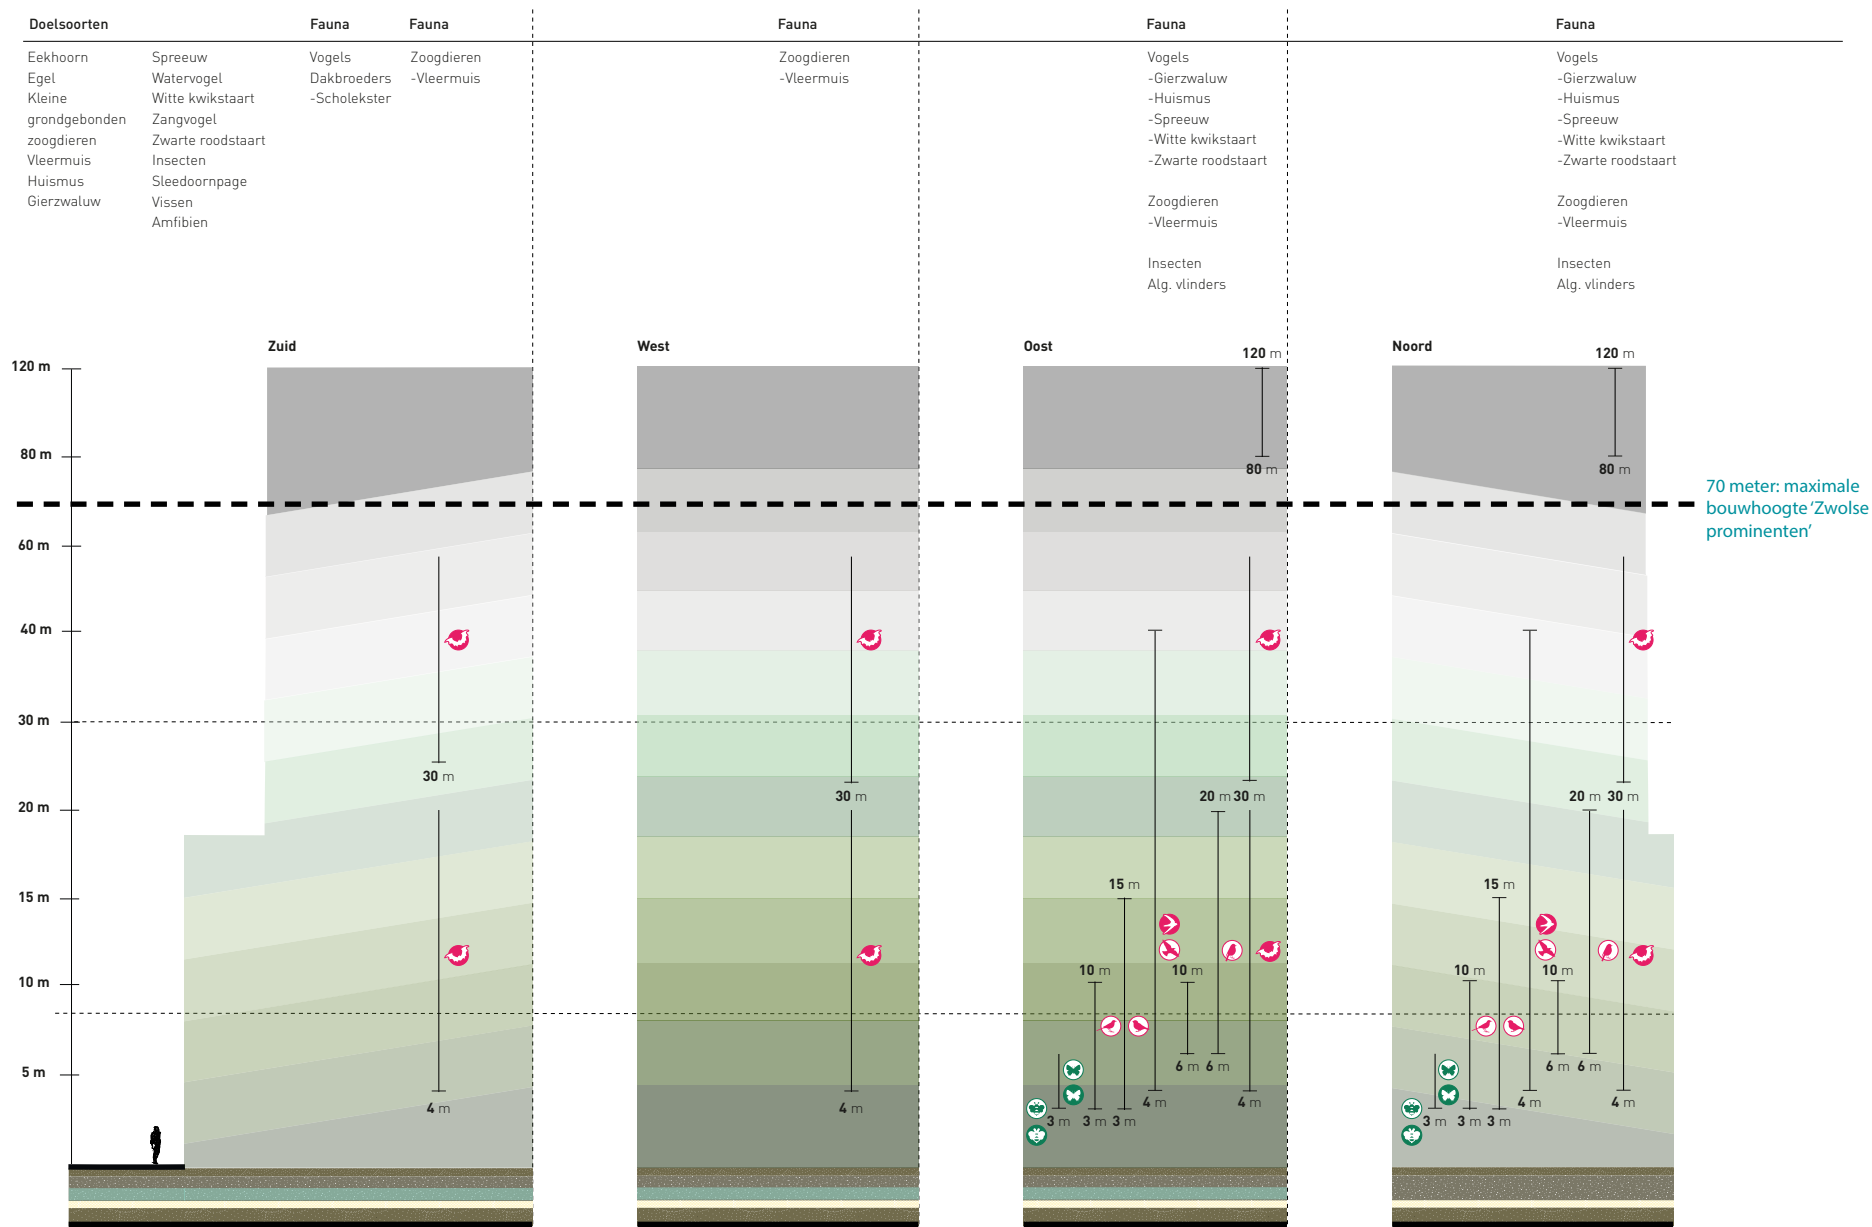 Doelsoorten
Eekhoorn
Egel
Kleine
grondgebonden
zoogdieren
Vleermuis
Huismus
Gierzwaluw
Spreeuw
Watervogel
Witte kwikstaart
Zangvogel
Zwarte roodstaart
Insecten
Sleedoornpage
Vissen
Amfibien
Fauna
Vogels
Dakbroeders
-Scholekster
Fauna
Zoogdieren
-Vleermuis
Fauna
Zoogdieren
-Vleermuis
Fauna
Vogels
-Gierzwaluw
-Huismus
-Spreeuw
-Witte kwikstaart
-Zwarte roodstaart
Zoogdieren
-Vleermuis
Insecten
Alg. vlinders
Fauna
Vogels
-Gierzwaluw
-Huismus
-Spreeuw
-Witte kwikstaart
-Zwarte roodstaart
Zoogdieren
-Vleermuis
Insecten
Alg. vlinders
120 m
80 m
60 m
40 m
30 m
20 m
15 m
10 m
5 m
Zuid
30 m
4 m
West
30 m
4 m
Oost
120 m
80 m
20 m 30 m
15 m
10 m
10 m
6 m 6 m
4 m
4 m
3 m 3 m 3 m
Noord
120 m
80 m
20 m 30 m
15 m
10 m
10 m
6 m 6 m
4 m
4 m
3 m 3 m 3 m
70 meter: maximale
bouwhoogte ‘Zwolse
prominenten’